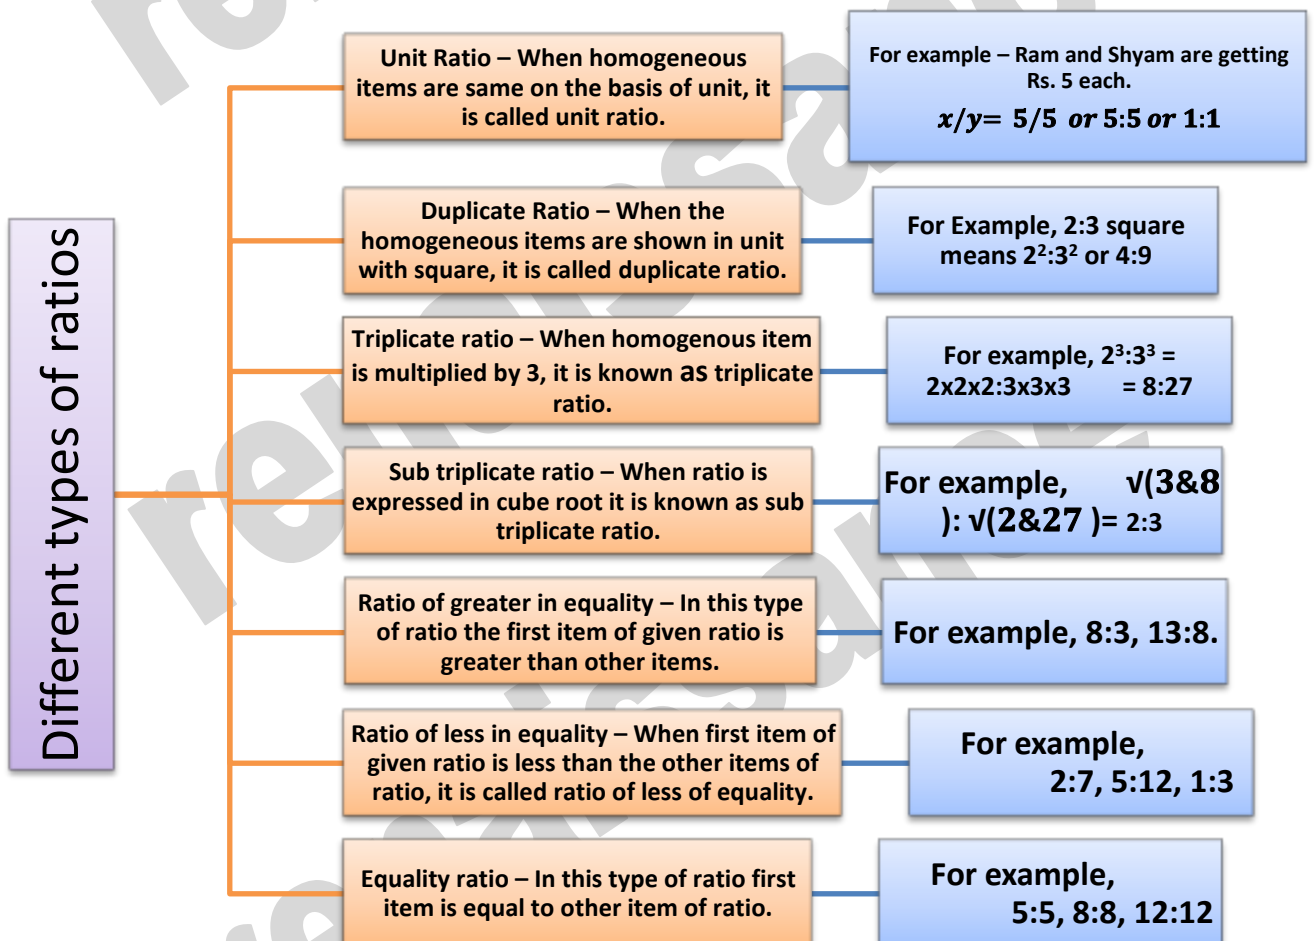 Different types of ratios
Unit Ratio – When homogeneous
items are same on the basis of unit, it
is called unit ratio.
For example – Ram and Shyam are getting
Rs. 5 each.
x/y= 5/5 or 5:5 or 1:1
Duplicate Ratio – When the
homogeneous items are shown in unit
with square, it is called duplicate ratio.
For Example, 2:3 square
means 2²:3² or 4:9
Triplicate ratio – When homogenous item
is multiplied by 3, it is known as triplicate
ratio.
For example, 2³:3³ =
2x2x2:3x3x3 = 8:27
Sub triplicate ratio – When ratio is
expressed in cube root it is known as sub
triplicate ratio.
For example, √(3&8
): √(2&27 )= 2:3
Ratio of greater in equality – In this type
of ratio the first item of given ratio is
greater than other items.
For example, 8:3, 13:8.
Ratio of less in equality – When first item of
given ratio is less than the other items of
ratio, it is called ratio of less of equality.
For example,
2:7, 5:12, 1:3
Equality ratio – In this type of ratio first
item is equal to other item of ratio.
For example,
5:5, 8:8, 12:12
renaissance